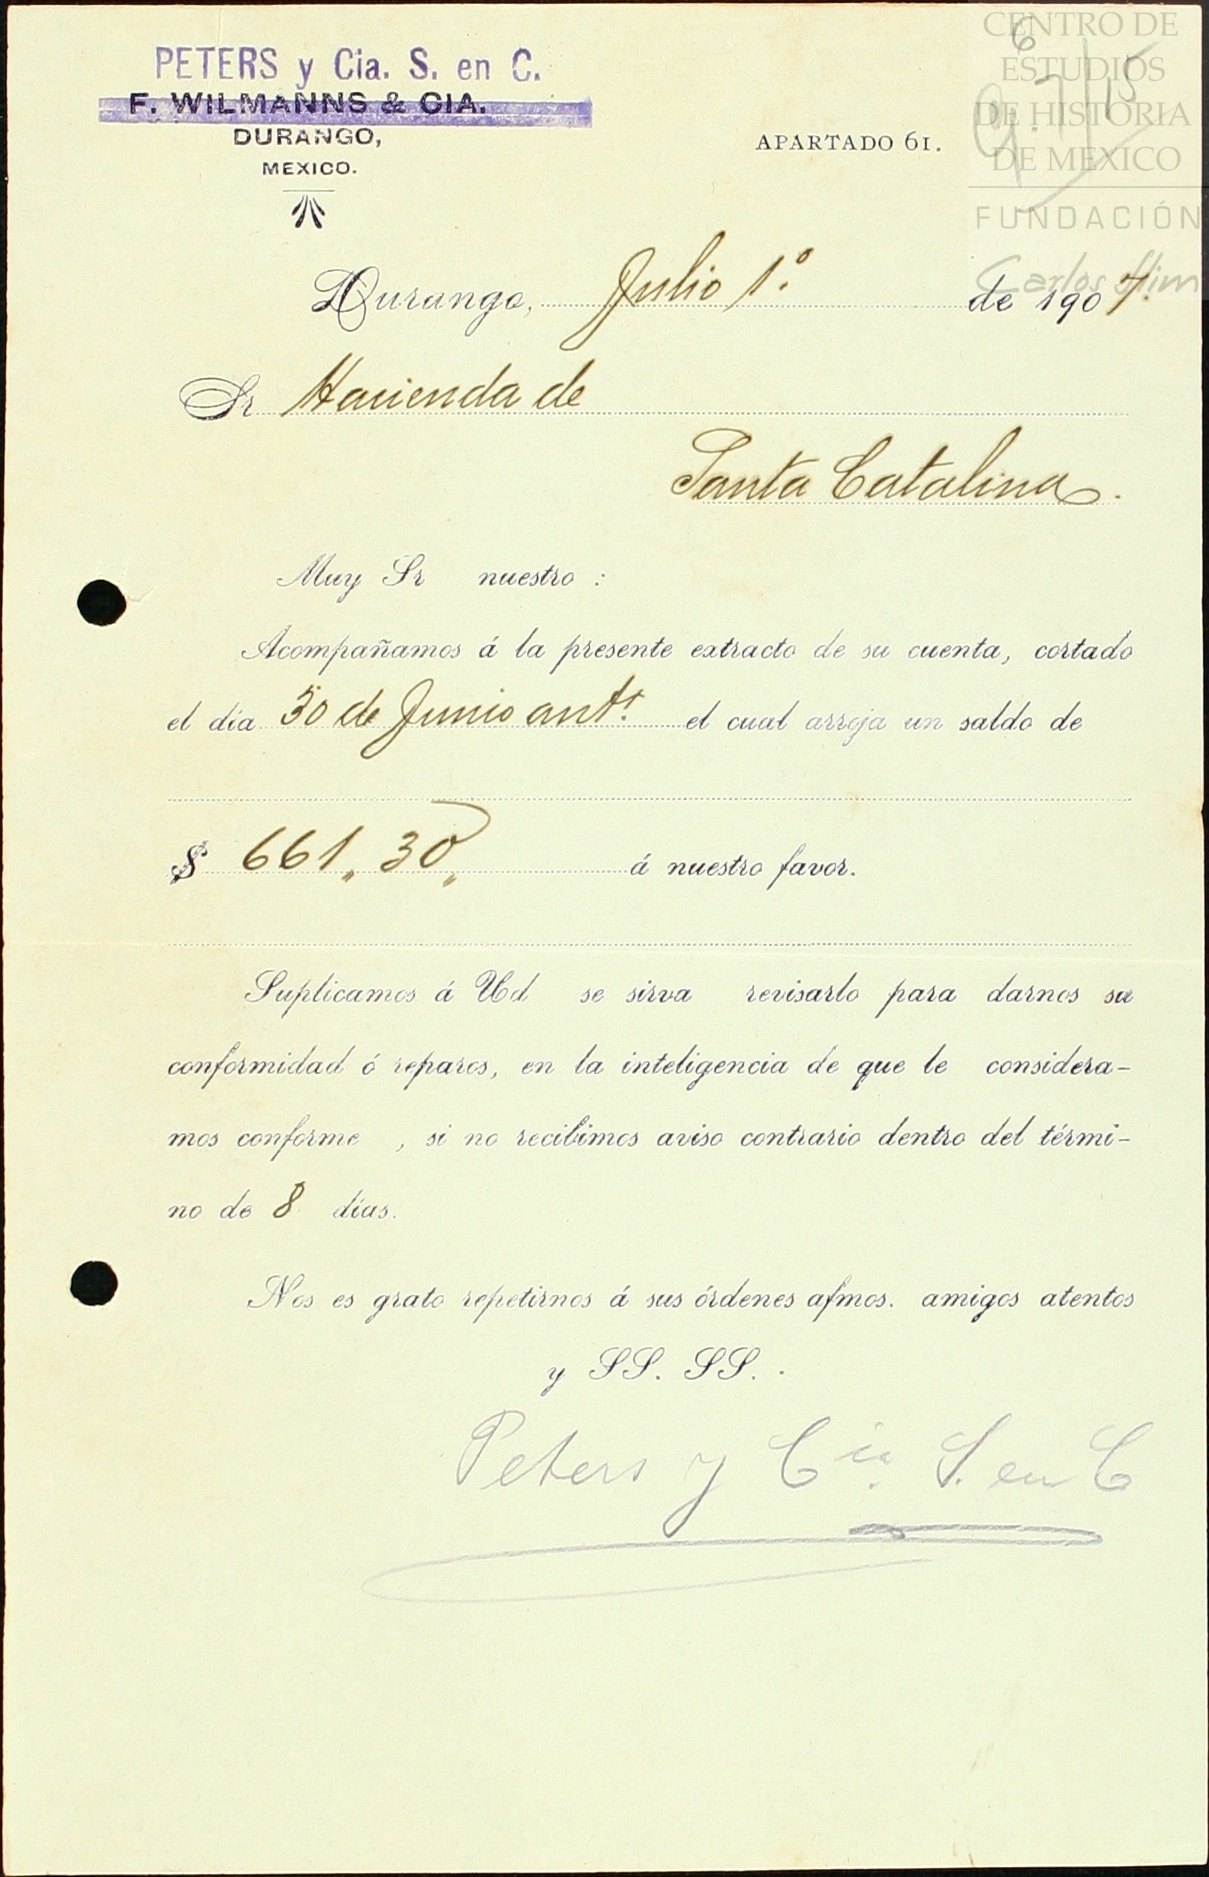 PETERS y Cia. S. en C.
F. WILMANNS & CIA.
DURANGO,
MEXICO.
APARTADO 61.
CENTRO DE
ESTUDIOS
DE HISTORIA
DE MEXICO
FUNDACIÓN
Carlos Slim
Durango, Julio 1º. de 1907.
Sr Hacienda de
Santa Catalina.
Muy Sr nuestro :
Acompañamos á la presente extracto de su cuenta, cortado
el día 30 de Junio antr. el cual arroja un saldo de
$ 661,30, á nuestro favor.
Suplicamos á Ud se sirva revisarlo para darnos su
conformidad ó reparos, en la inteligencia de que le considera-
mos conforme , si no recibimos aviso contrario dentro del térmi-
no de 8 días.
Nos es grato repetirnos á sus órdenes afmos. amigos atentos
y SS. SS. .
Peters y Cia. S. en C